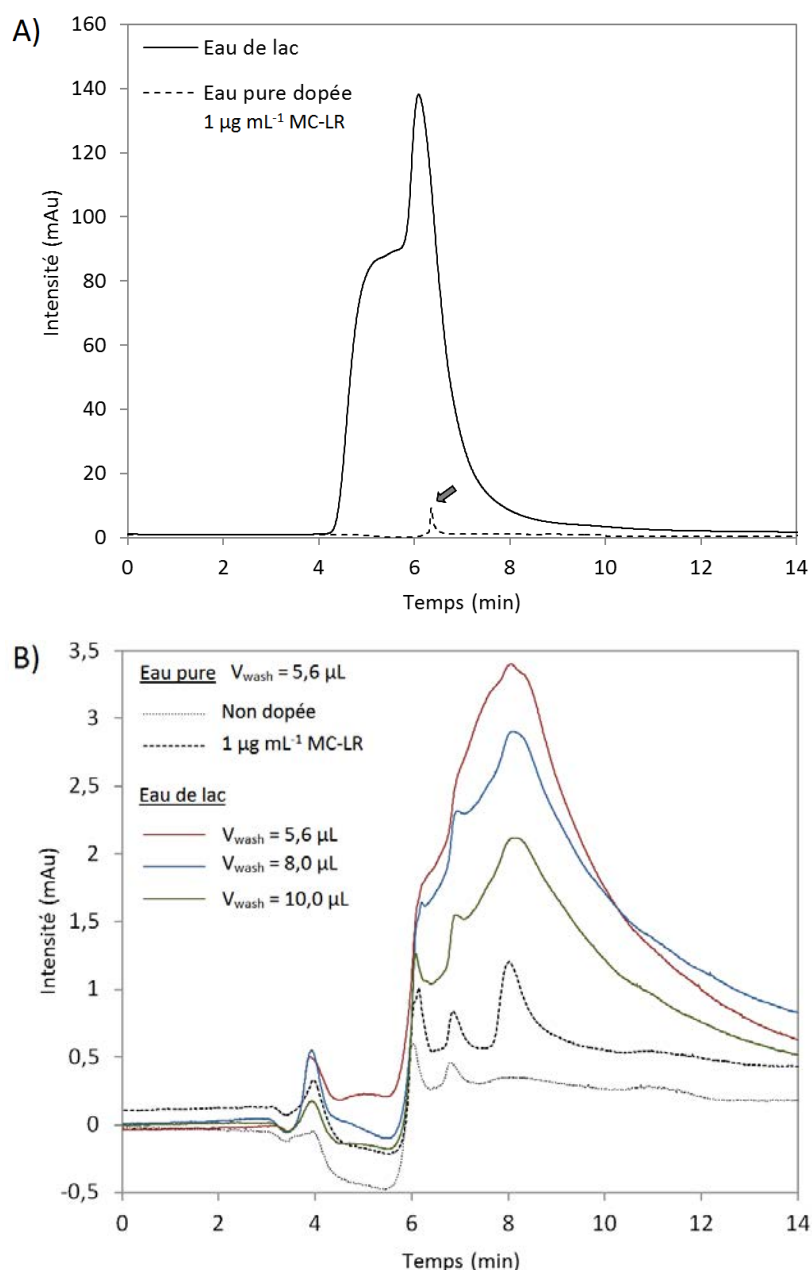 A)
160
140
120
100
80
60
40
20
0
Intensité (mAu)
Eau de lac
Eau pure dopée
1 µg mL⁻¹ MC-LR
0 2 4 6 8 10 12 14
Temps (min)
B)
3,5
3
2,5
2
1,5
1
0,5
0
-0,5
Intensité (mAu)
Eau pure V_wash = 5,6 µL
Non dopée
1 µg mL⁻¹ MC-LR
Eau de lac
V_wash = 5,6 µL
V_wash = 8,0 µL
V_wash = 10,0 µL
0 2 4 6 8 10 12 14
Temps (min)